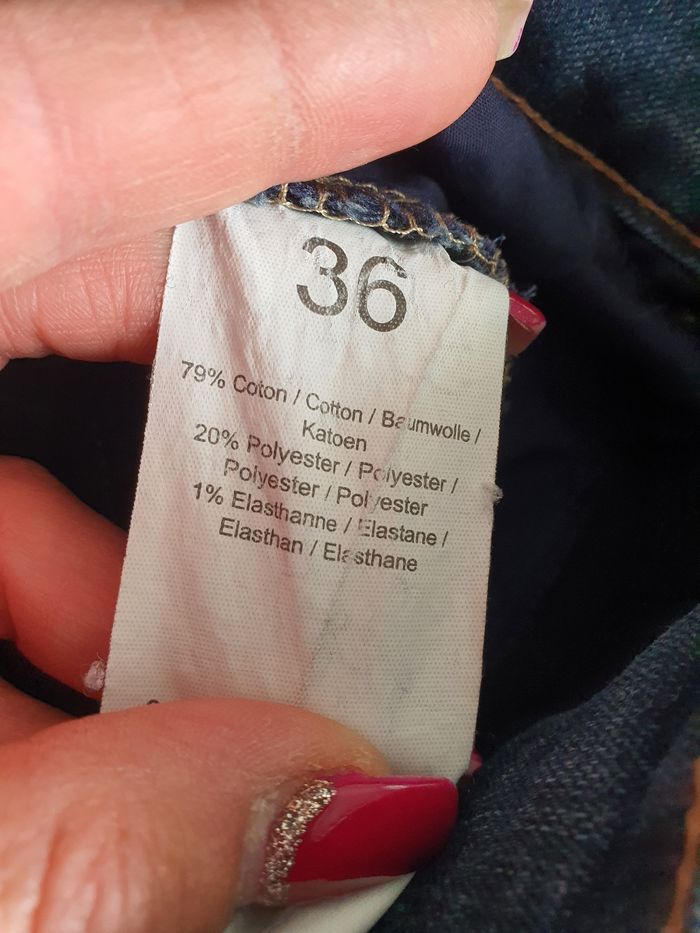 36
79% Coton / Cotton / Baumwolle /
Katoen
20% Polyester / Polyester /
Polyester / Polyester
1% Elasthanne / Elastane /
Elasthan / Elasthane